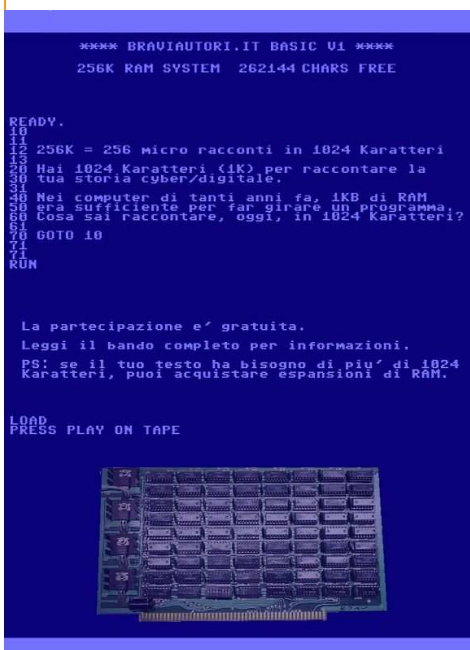 **** BRAVIAUTORI.IT BASIC V1 ****
256K RAM SYSTEM 262144 CHARS FREE
READY.
10
11
12 256K = 256 micro racconti in 1024 Karatteri
13
20 Hai 1024 Karatteri (1K) per raccontare la
30 tua storia cyber/digitale.
31
40 Nei computer di tanti anni fa, 1KB di RAM
50 era sufficiente per far girare un programma.
60 Cosa sai raccontare, oggi, in 1024 Karatteri?
61
70 GOTO 10
71
71
RUN
La partecipazione e' gratuita.
Leggi il bando completo per informazioni.
PS: se il tuo testo ha bisogno di piu' di 1024
Karatteri, puoi acquistare espansioni di RAM.
LOAD
PRESS PLAY ON TAPE